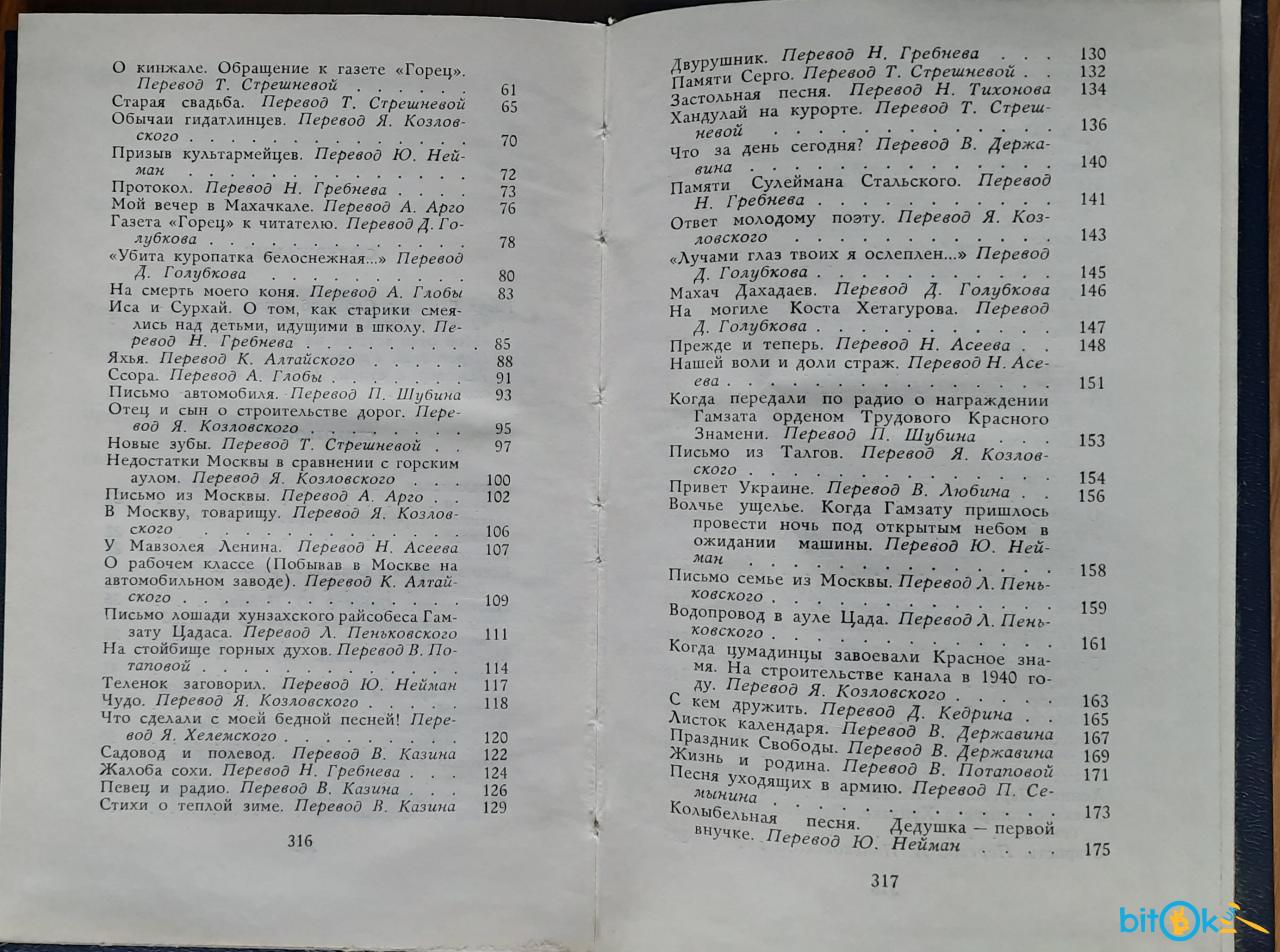 О кинжале. Обращение к газете «Горец».
Перевод Т. Стрешневой . . . . . . 61
Старая свадьба. Перевод Т. Стрешневой 65
Обычаи гидатлинцев. Перевод Я. Козлов-
ского . . . . . . . . . . . . . . 70
Призыв культармейцев. Перевод Ю. Ней-
ман . . . . . . . . . . . . . . 72
Протокол. Перевод Н. Гребнева . . . . 73
Мой вечер в Махачкале. Перевод А. Арго 76
Газета «Горец» к читателю. Перевод Д. Го-
лубкова . . . . . . . . . . . . . 78
«Убита куропатка белоснежная...» Перевод
Д. Голубкова . . . . . . . . . . 80
На смерть моего коня. Перевод А. Глобы 83
Иса и Сурхай. О том, как старики смея-
лись над детьми, идущими в школу. Пе-
ревод Н. Гребнева . . . . . . . . . 85
Яхья. Перевод К. Алтайского . . . . . 88
Ссора. Перевод А. Глобы . . . . . . . 91
Письмо автомобиля. Перевод П. Шубина 93
Отец и сын о строительстве дорог. Пере-
вод Я. Козловского . . . . . . . . 95
Новые зубы. Перевод Т. Стрешневой . . 97
Недостатки Москвы в сравнении с горским
аулом. Перевод Я. Козловского . . . 100
Письмо из Москвы. Перевод А. Арго . . 102
В Москву, товарищу. Перевод Я. Козлов-
ского . . . . . . . . . . . . . 106
У Мавзолея Ленина. Перевод Н. Асеева 107
О рабочем классе (Побывав в Москве на
автомобильном заводе). Перевод К. Алтай-
ского . . . . . . . . . . . . . . 109
Письмо лошади хунзахского райсобеса Гам-
зату Цадаса. Перевод Л. Пеньковского 111
На стойбище горных духов. Перевод В. По-
таповой . . . . . . . . . . . . . 114
Теленок заговорил. Перевод Ю. Нейман 117
Чудо. Перевод Я. Козловского . . . . . 118
Что сделали с моей бедной песней! Пере-
вод Я. Хелемского . . . . . . . . . 120
Садовод и полевод. Перевод В. Казина 122
Жалоба сохи. Перевод Н. Гребнева . . . 124
Певец и радио. Перевод В. Казина . . . 126
Стихи о теплой зиме. Перевод В. Казина 129
316
Двурушник. Перевод Н. Гребнева . . . 130
Памяти Серго. Перевод Т. Стрешневой . . 132
Застольная песня. Перевод Н. Тихонова 134
Хандулай на курорте. Перевод Т. Стреш-
невой . . . . . . . . . . . . . 136
Что за день сегодня? Перевод В. Держа-
вина . . . . . . . . . . . . . . 140
Памяти Сулеймана Стальского. Перевод
Н. Гребнева . . . . . . . . . . . 141
Ответ молодому поэту. Перевод Я. Коз-
ловского . . . . . . . . . . . . 143
«Лучами глаз твоих я ослеплен...» Перевод
Д. Голубкова . . . . . . . . . . . 145
Махач Дахадаев. Перевод Д. Голубкова 146
На могиле Коста Хетагурова. Перевод
Д. Голубкова . . . . . . . . . . . 147
Прежде и теперь. Перевод Н. Асеева . . 148
Нашей воли и доли страж. Перевод Н. Асе-
ева . . . . . . . . . . . . . . . 151
Когда передали по радио о награждении
Гамзата орденом Трудового Красного
Знамени. Перевод П. Шубина . . . 153
Письмо из Талгов. Перевод Я. Козлов-
ского . . . . . . . . . . . . . . 154
Привет Украине. Перевод В. Любина . . 156
Волчье ущелье. Когда Гамзату пришлось
провести ночь под открытым небом в
ожидании машины. Перевод Ю. Ней-
ман . . . . . . . . . . . . . . 158
Письмо семье из Москвы. Перевод Л. Пень-
ковского . . . . . . . . . . . . . 159
Водопровод в ауле Цада. Перевод Л. Пень-
ковского . . . . . . . . . . . . . 161
Когда цумадинцы завоевали Красное зна-
мя. На строительстве канала в 1940 го-
ду. Перевод Я. Козловского . . . . . 163
С кем дружить. Перевод Д. Кедрина . . 165
Листок календаря. Перевод В. Державина 167
Праздник Свободы. Перевод В. Державина 169
Жизнь и родина. Перевод В. Потаповой 171
Песня уходящих в армию. Перевод П. Се-
мынина . . . . . . . . . . . . . 173
Колыбельная песня. Дедушка — первой
внучке. Перевод Ю. Нейман . . . . 175
317
bitOk